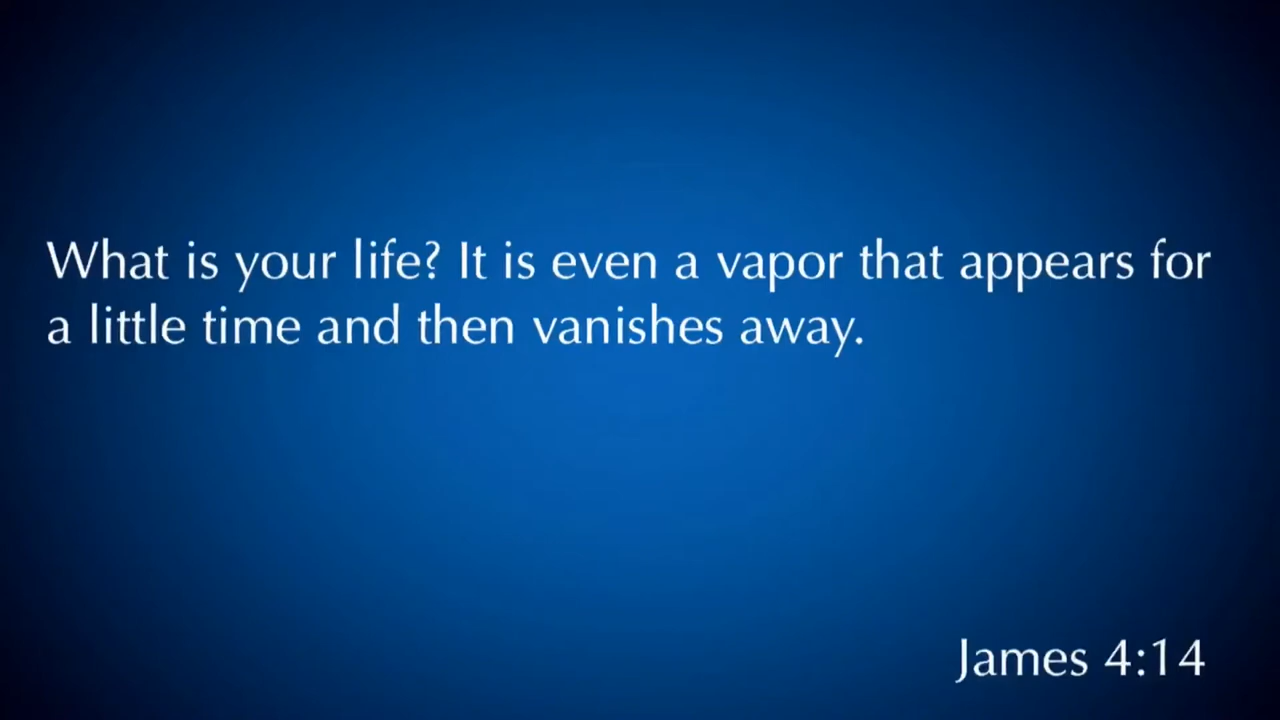 What is your life? It is even a vapor that appears for
a little time and then vanishes away.
James 4:14